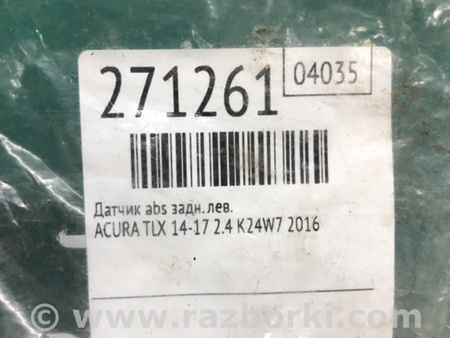 271261
04035
Датчик abs задн.лев.
ACURA TLX 14-17 2.4 K24W7 2016
© www.razborki.com